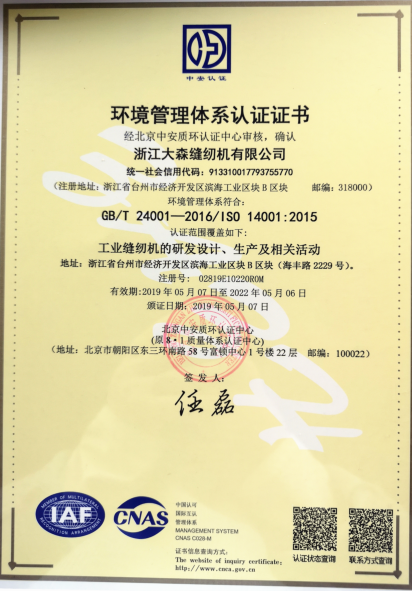 中安认证
环境管理体系认证证书
经北京中安质环认证中心审核，确认
浙江大森缝纫机有限公司
统一社会信用代码：913310017793755770
（注册地址：浙江省台州市经济开发区滨海工业区块B区块 邮编：318000）
环境管理体系符合：
GB/T 24001—2016/ISO 14001:2015
认证范围覆盖如下：
工业缝纫机的研发设计、生产及相关活动
地址：浙江省台州市经济开发区滨海工业区块B区块（海丰路2229号）。
注册号：02819E10220R0M
有效期：2019年05月07日至2022年05月06日
颁证日期：2019年05月07日
北京中安质环认证中心
（原8·1质量体系认证中心）
（地址：北京市朝阳区东三环南路58号富顿中心1号楼22层 邮编：100022）
签发人：
任磊
MEMBER OF MULTILATERAL
IAF
RECOGNITION ARRANGEMENT
CNAS
中国认可
国际互认
管理体系
MANAGEMENT SYSTEM
CNAS C028-M
证书信息查询方式：
The website of inquiry certificate:
http://www.cnca.gov.cn
认证状态查询
联系方式查询